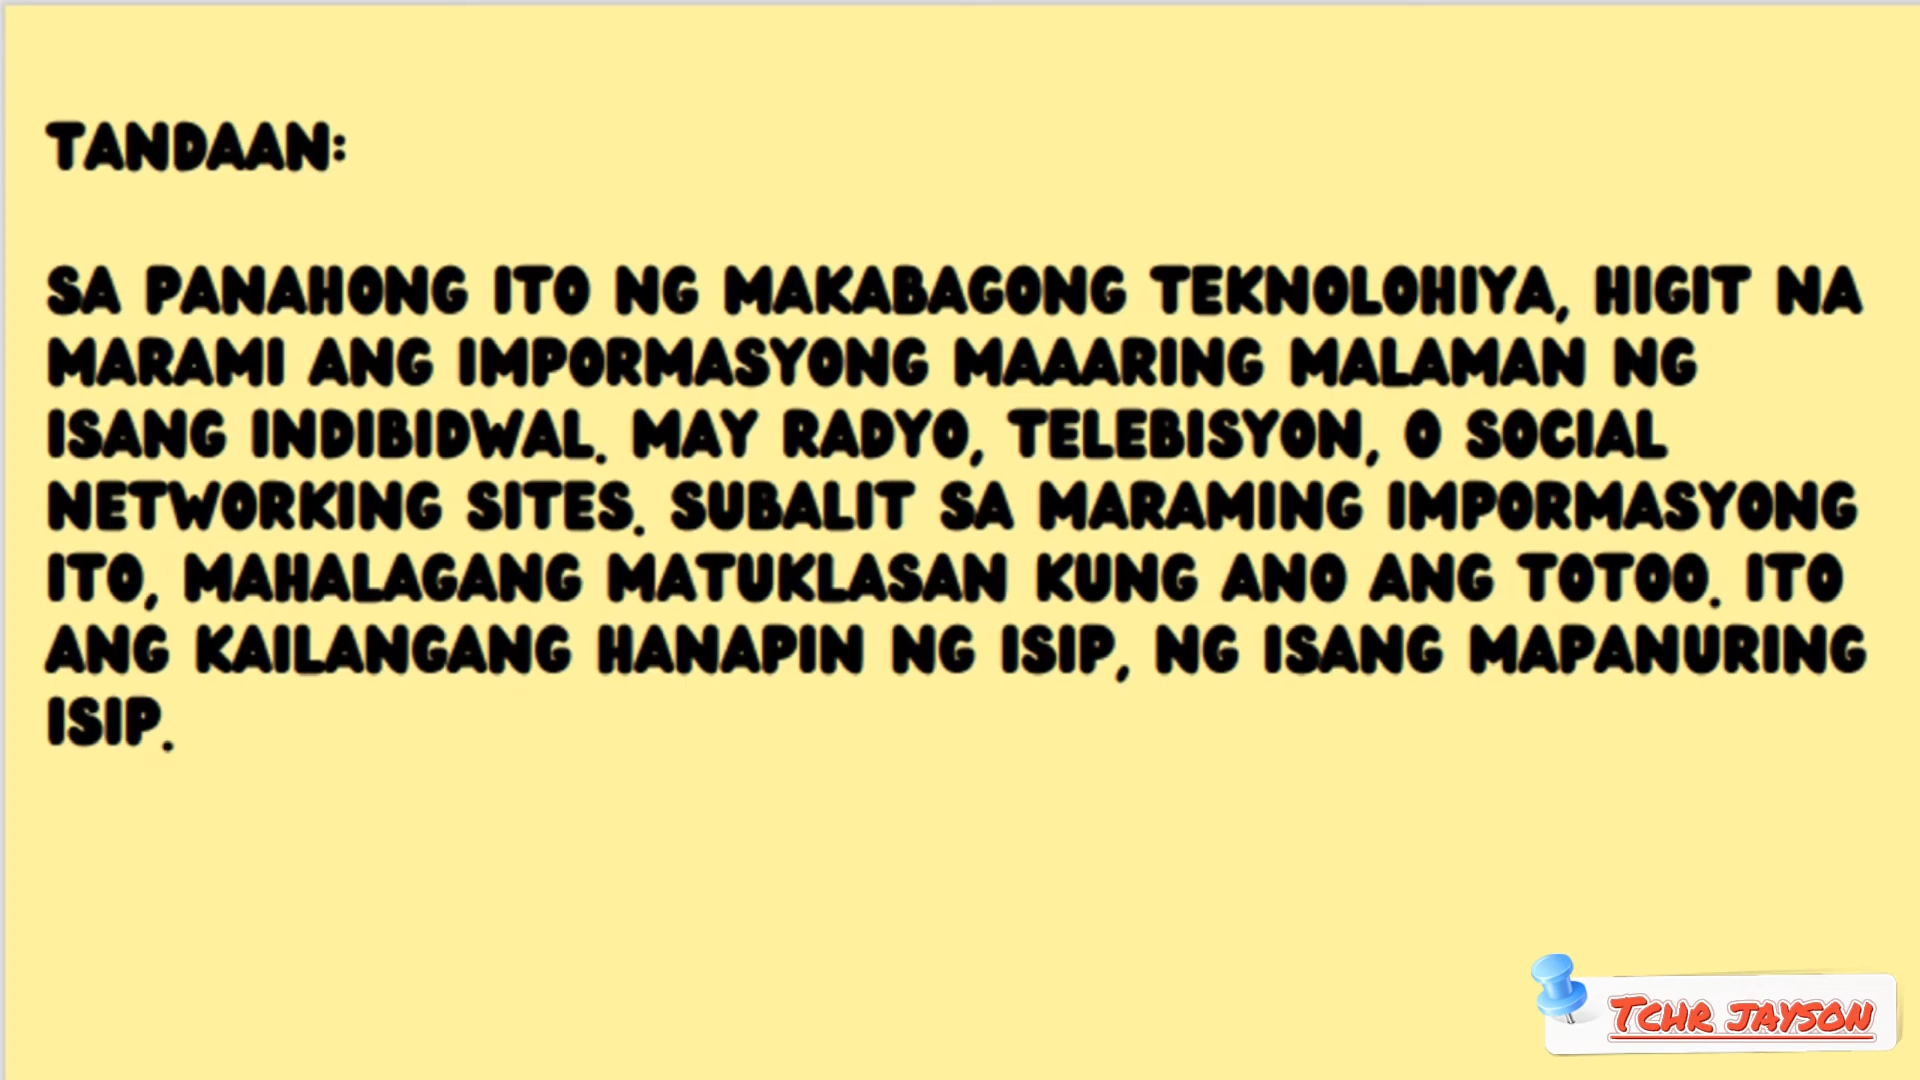 TANDAAN:
SA PANAHONG ITO NG MAKABAGONG TEKNOLOHIYA, HIGIT NA
MARAMI ANG IMPORMASYONG MAAARING MALAMAN NG
ISANG INDIBIDWAL. MAY RADYO, TELEBISYON, O SOCIAL
NETWORKING SITES. SUBALIT SA MARAMING IMPORMASYONG
ITO, MAHALAGANG MATUKLASAN KUNG ANO ANG TOTOO. ITO
ANG KAILANGANG HANAPIN NG ISIP, NG ISANG MAPANURING
ISIP.
TCHR JAYSON